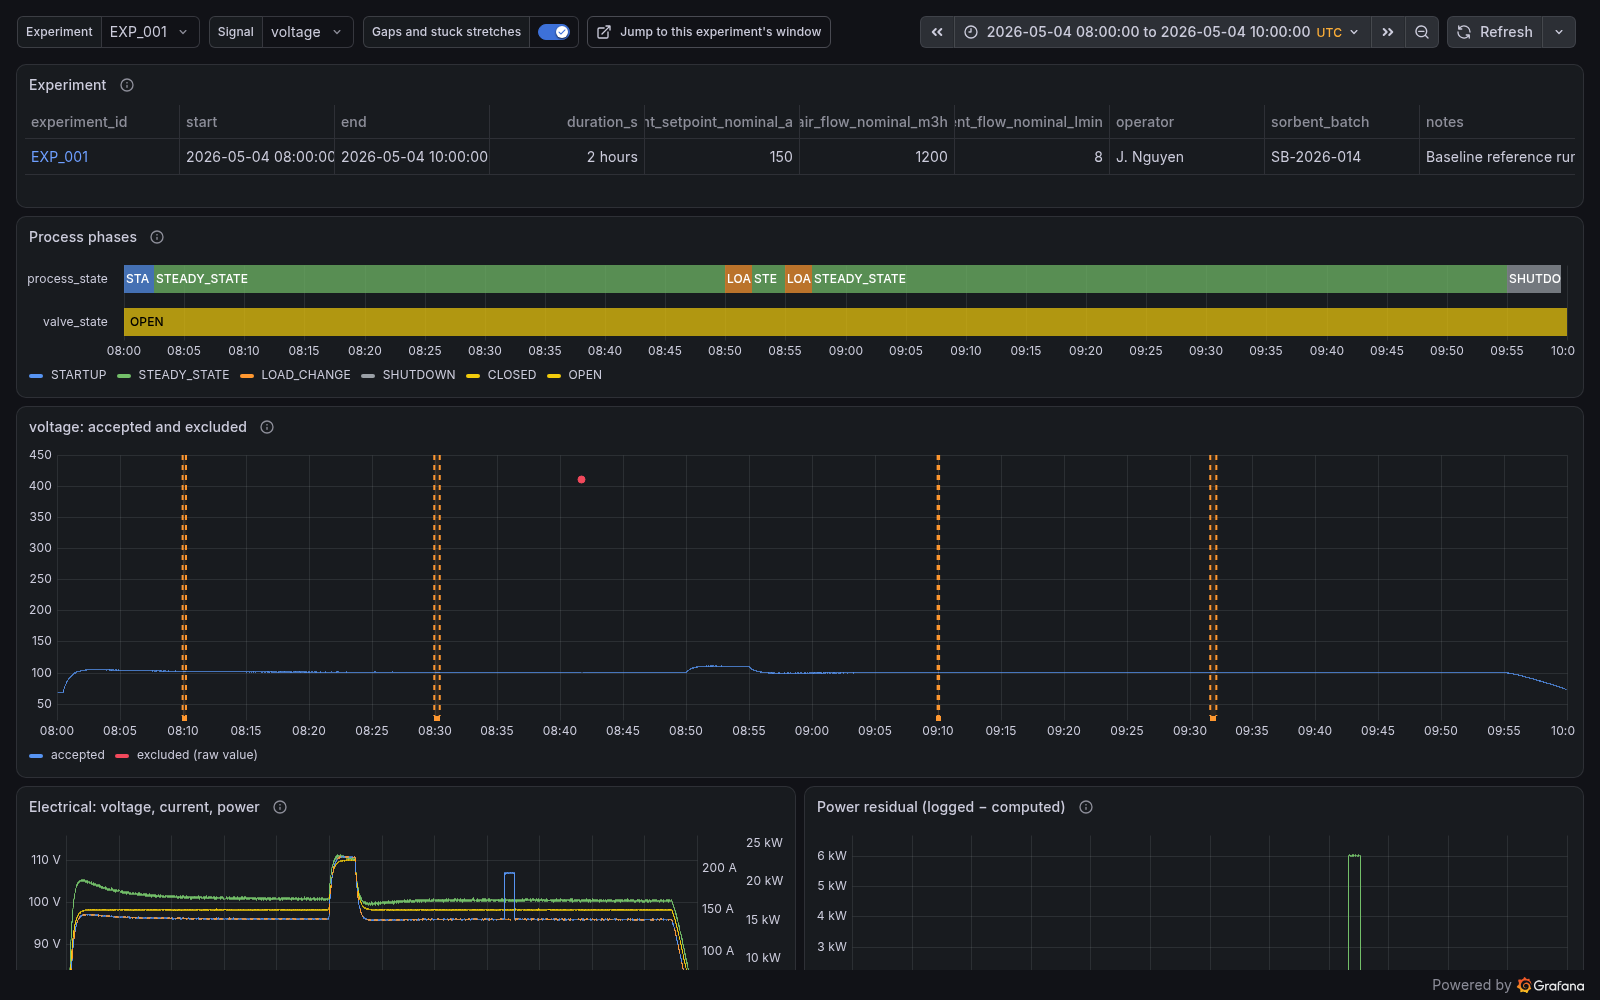 Experiment EXP_001 Signal voltage Gaps and stuck stretches Jump to this experiment's window 2026-05-04 08:00:00 to 2026-05-04 10:00:00 UTC Refresh
Experiment
experiment_id start end duration_s nt_setpoint_nominal_a air_flow_nominal_m3h ent_flow_nominal_lmin operator sorbent_batch notes
EXP_001 2026-05-04 08:00:00 2026-05-04 10:00:00 2 hours 150 1200 8 J. Nguyen SB-2026-014 Baseline reference rur
Process phases
process_state STA STEADY_STATE LOA STE LOA STEADY_STATE SHUTDO
valve_state OPEN
08:00 08:05 08:10 08:15 08:20 08:25 08:30 08:35 08:40 08:45 08:50 08:55 09:00 09:05 09:10 09:15 09:20 09:25 09:30 09:35 09:40 09:45 09:50 09:55 10:0
STARTUP STEADY_STATE LOAD_CHANGE SHUTDOWN CLOSED OPEN
voltage: accepted and excluded
450
400
350
300
250
200
150
100
50
08:00 08:05 08:10 08:15 08:20 08:25 08:30 08:35 08:40 08:45 08:50 08:55 09:00 09:05 09:10 09:15 09:20 09:25 09:30 09:35 09:40 09:45 09:50 09:55 10:0
accepted excluded (raw value)
Electrical: voltage, current, power
110 V
100 V
90 V
200 A
150 A
100 A
25 kW
20 kW
15 kW
10 kW
Power residual (logged − computed)
6 kW
5 kW
4 kW
3 kW
Powered by Grafana